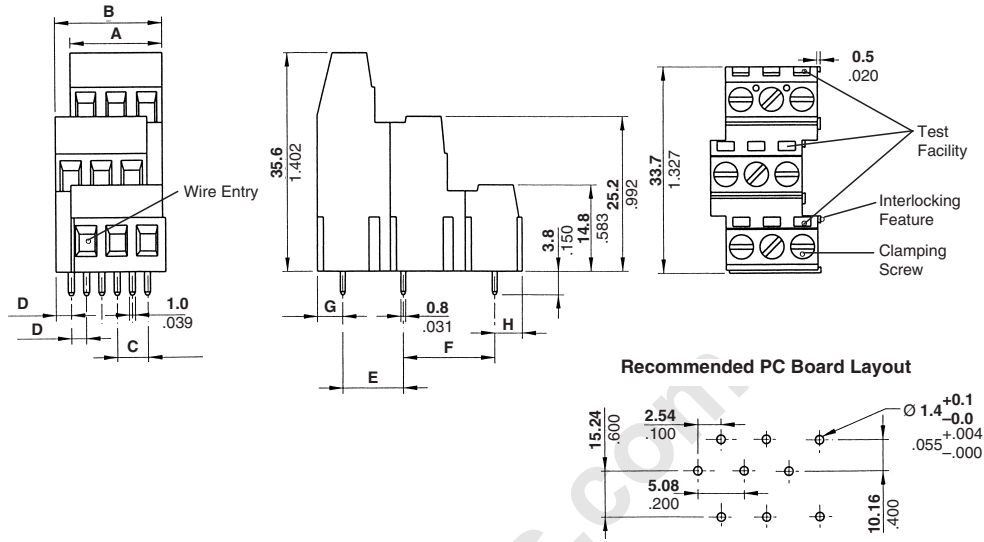 B
A
Wire Entry
D
1.0
.039
D
C
35.6
1.402
25.2
.992
14.8
.583
3.8
.150
G
0.8
.031
H
F
E
0.5
.020
33.7
1.327
Test
Facility
Interlocking
Feature
Clamping
Screw
Recommended PC Board Layout
15.24
.600
2.54
.100
5.08
.200
Ø 1.4 +0.1
–0.0
.055 +.004
–.000
10.16
.400